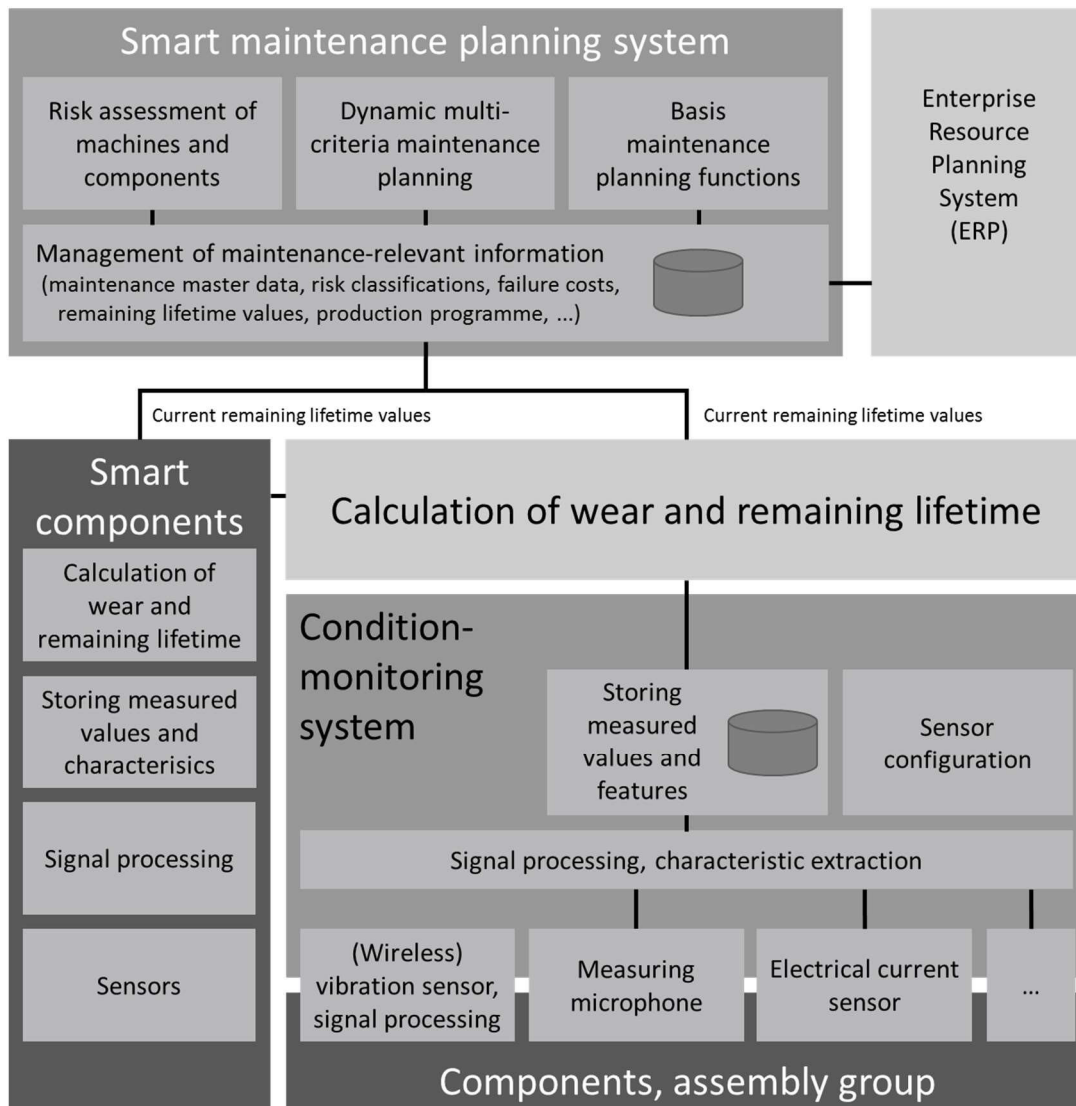 Smart maintenance planning system
Risk assessment of
machines and
components
Dynamic multi-
criteria maintenance
planning
Basis
maintenance
planning functions
Management of maintenance-relevant information
(maintenance master data, risk classifications, failure costs,
remaining lifetime values, production programme, ...)
Enterprise
Resource
Planning
System
(ERP)
Current remaining lifetime values
Current remaining lifetime values
Smart
components
Calculation of
wear and
remaining lifetime
Storing measured
values and
characterisics
Signal processing
Sensors
Calculation of wear and remaining lifetime
Condition-
monitoring
system
Storing
measured
values and
features
Sensor
configuration
Signal processing, characteristic extraction
(Wireless)
vibration sensor,
signal processing
Measuring
microphone
Electrical current
sensor
...
Components, assembly group